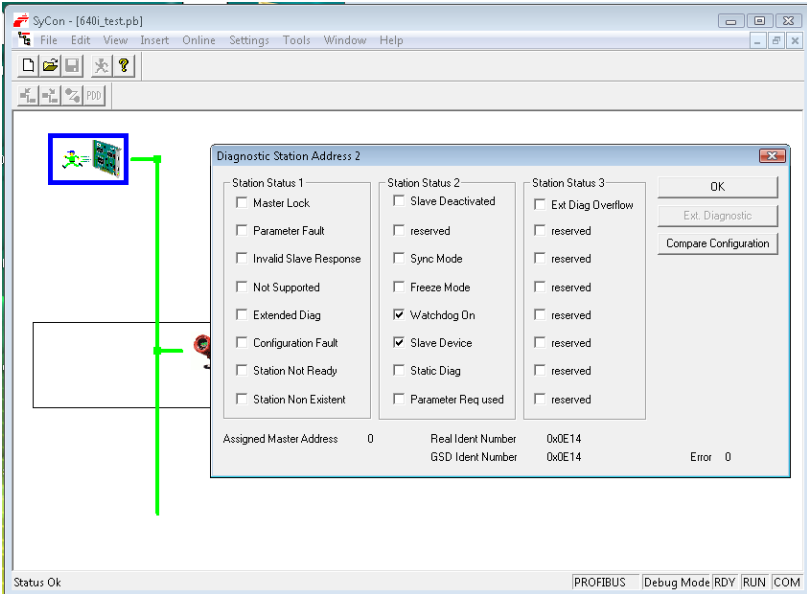 SyCon - [640i_test.pb]
File Edit View Insert Online Settings Tools Window Help
PDD
Diagnostic Station Address 2
Station Status 1
Master Lock
Parameter Fault
Invalid Slave Response
Not Supported
Extended Diag
Configuration Fault
Station Not Ready
Station Non Existent
Station Status 2
Slave Deactivated
reserved
Sync Mode
Freeze Mode
Watchdog On
Slave Device
Static Diag
Parameter Req used
Station Status 3
Ext Diag Overflow
reserved
reserved
reserved
reserved
reserved
reserved
reserved
OK
Ext. Diagnostic
Compare Configuration
Assigned Master Address 0 Real Ident Number 0x0E14
GSD Ident Number 0x0E14 Error 0
Status Ok PROFIBUS Debug Mode RDY RUN COM